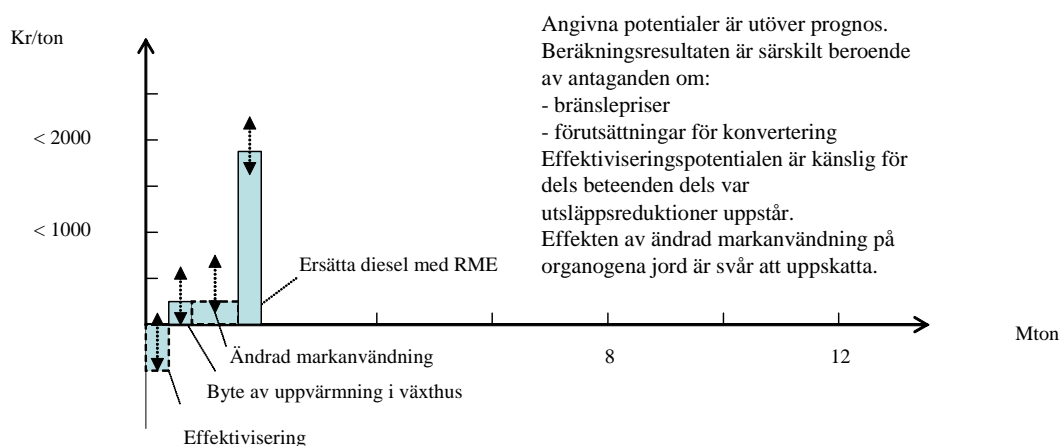 Angivna potentialer är utöver prognos.
Beräkningsresultaten är särskilt beroende
av antaganden om:
- bränslepriser
- förutsättningar för konvertering
Effektiviseringspotentialen är känslig för
dels beteenden dels var
utsläppsreduktioner uppstår.
Effekten av ändrad markanvändning på
organogena jord är svår att uppskatta.
Kr/ton
< 2000
< 1000
Ersätta diesel med RME
Mton
8
12
Ändrad markanvändning
Byte av uppvärmning i växthus
Effektivisering